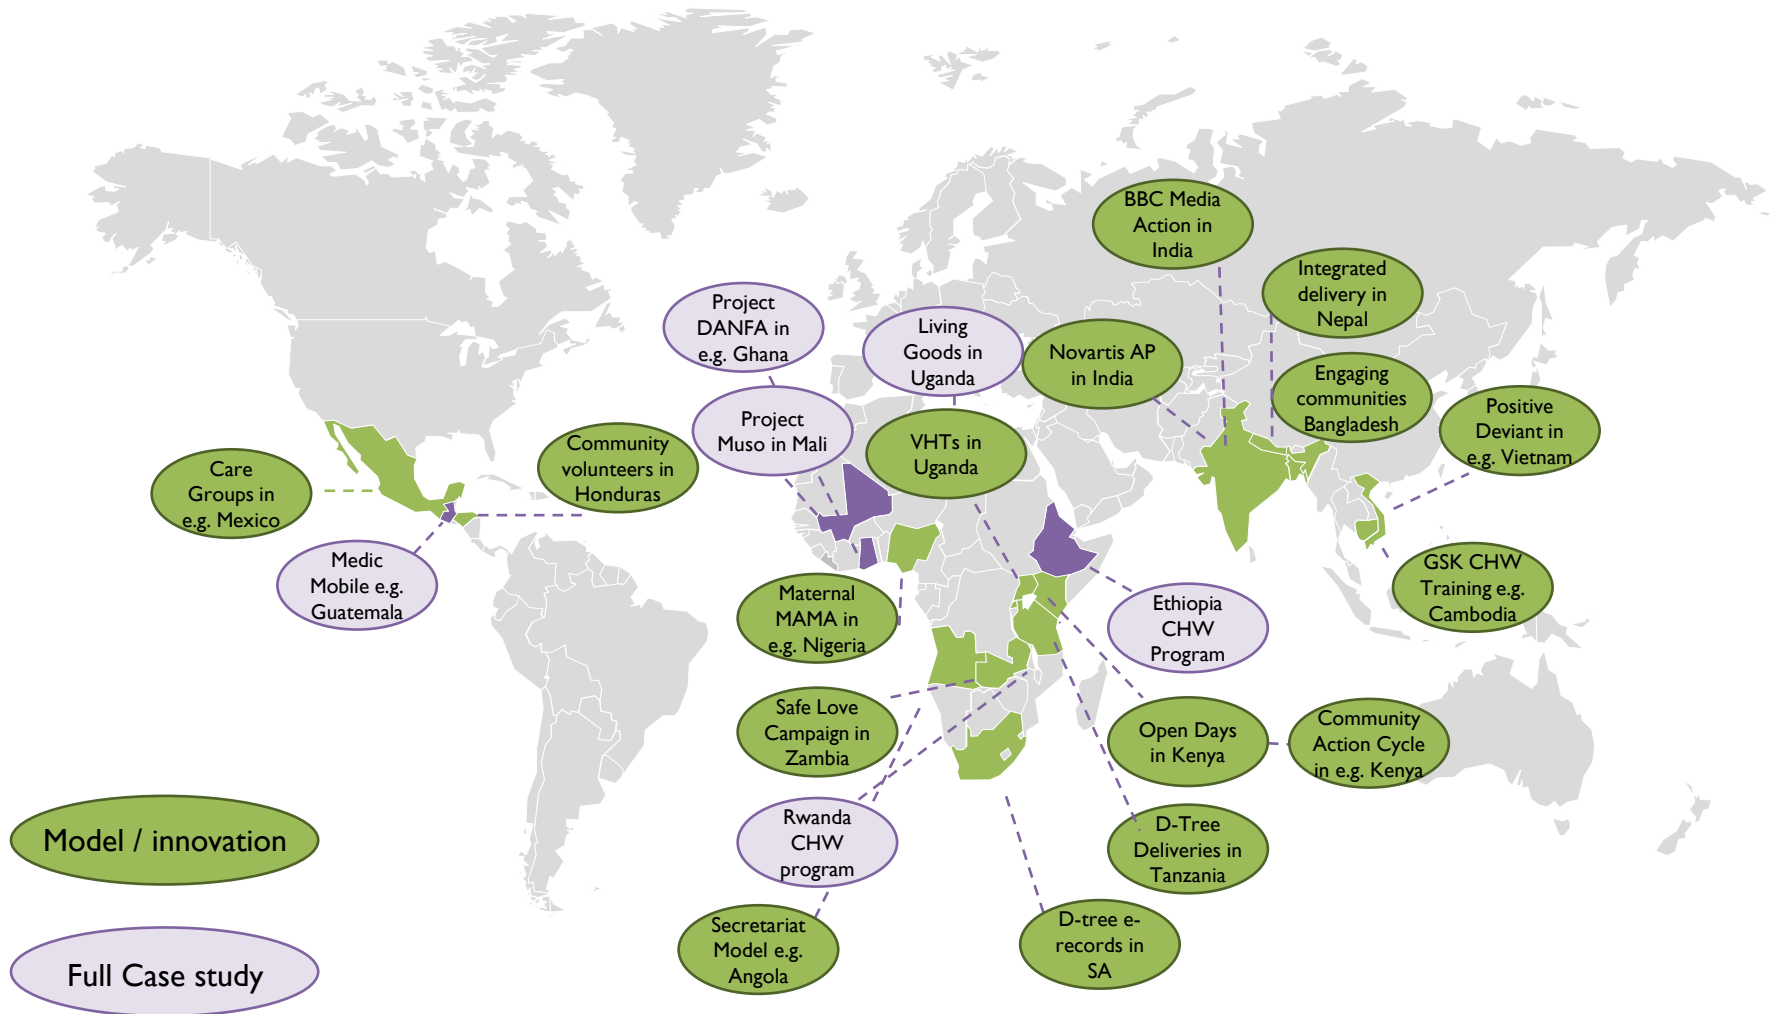 BBC Media
Action in
India
Integrated
delivery in
Nepal
Project
DANFA in
e.g. Ghana
Living
Goods in
Uganda
Novartis AP
in India
Engaging
communities
Bangladesh
Positive
Deviant in
e.g. Vietnam
Project
Muso in Mali
VHTs in
Uganda
Community
volunteers in
Honduras
Care
Groups in
e.g. Mexico
Medic
Mobile e.g.
Guatemala
GSK CHW
Training e.g.
Cambodia
Maternal
MAMA in
e.g. Nigeria
Ethiopia
CHW
Program
Safe Love
Campaign in
Zambia
Open Days
in Kenya
Community
Action Cycle
in e.g. Kenya
Rwanda
CHW
program
D-Tree
Deliveries in
Tanzania
Secretariat
Model e.g.
Angola
D-tree e-
records in
SA
Model / innovation
Full Case study